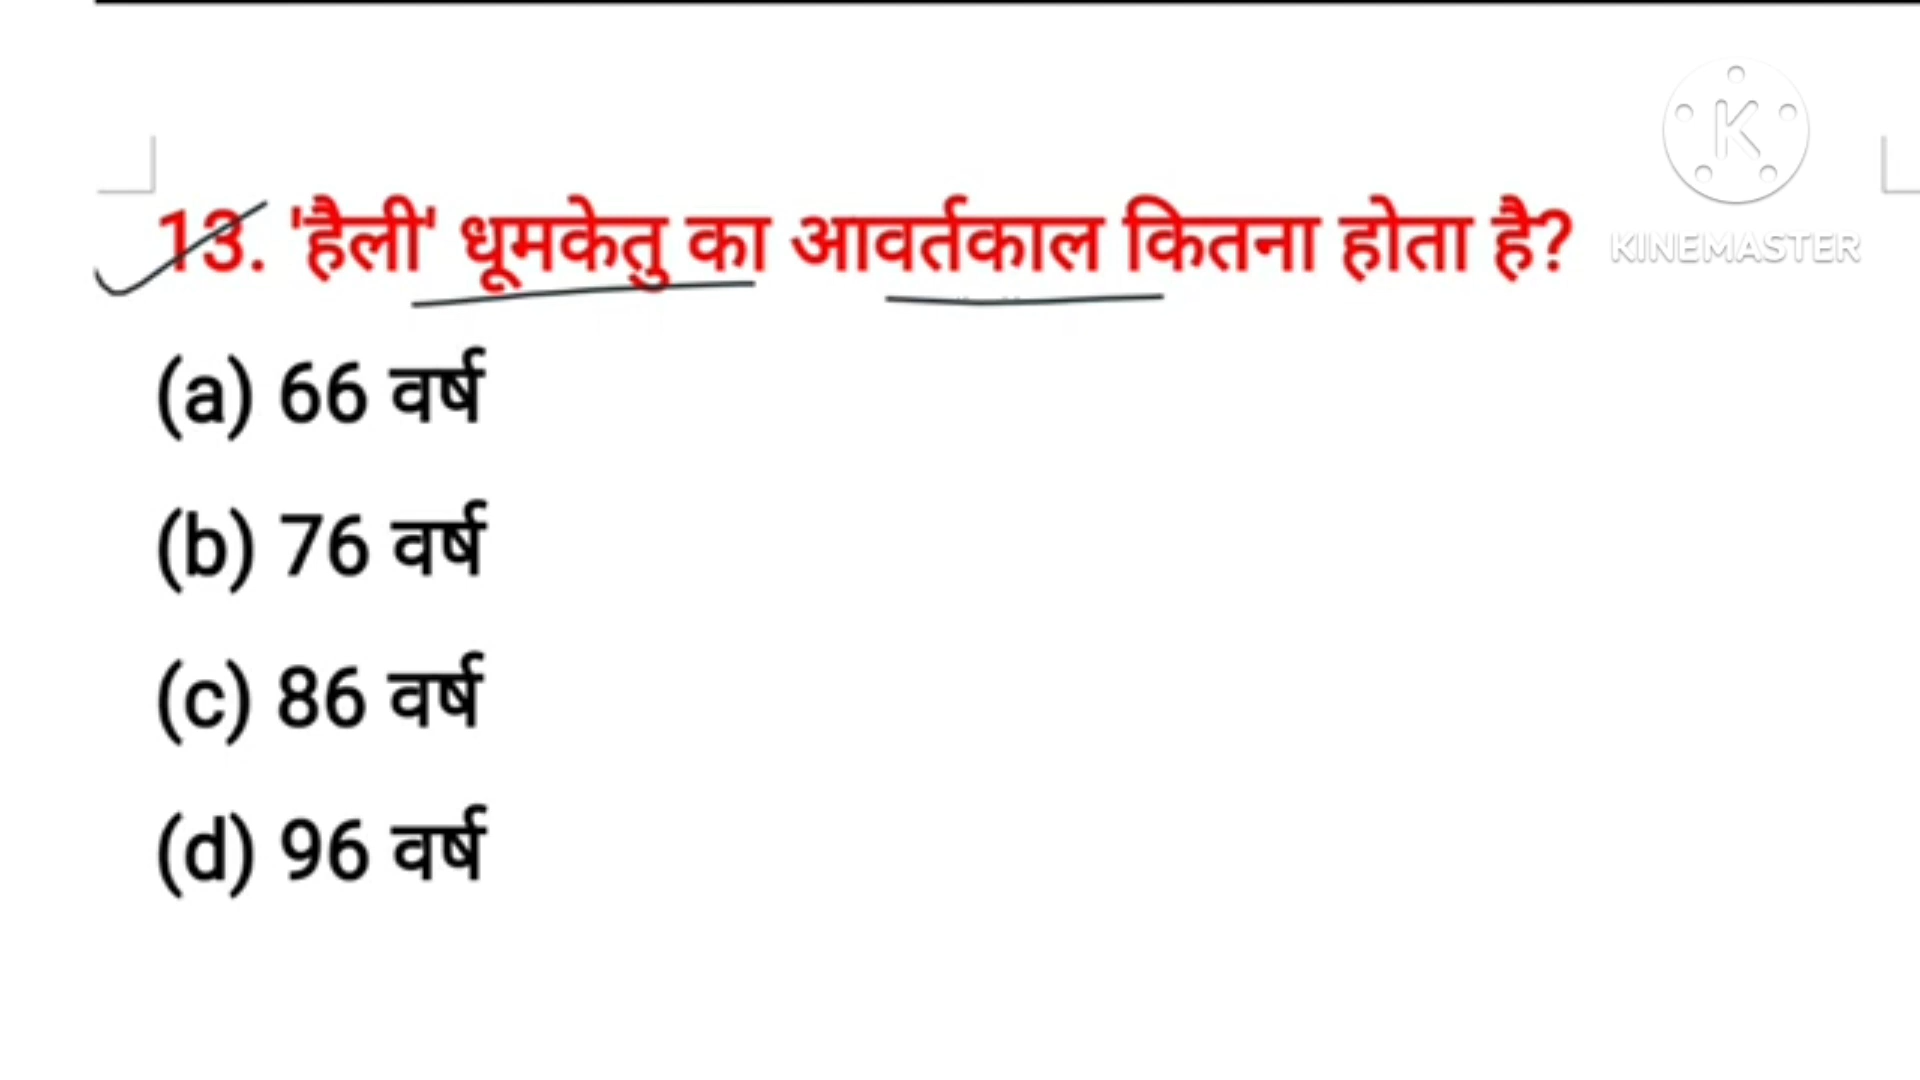 13. 'हैली' धूमकेतु का आवर्तकाल कितना होता है?
K
KINEMASTER
(a) 66 वर्ष
(b) 76 वर्ष
(c) 86 वर्ष
(d) 96 वर्ष